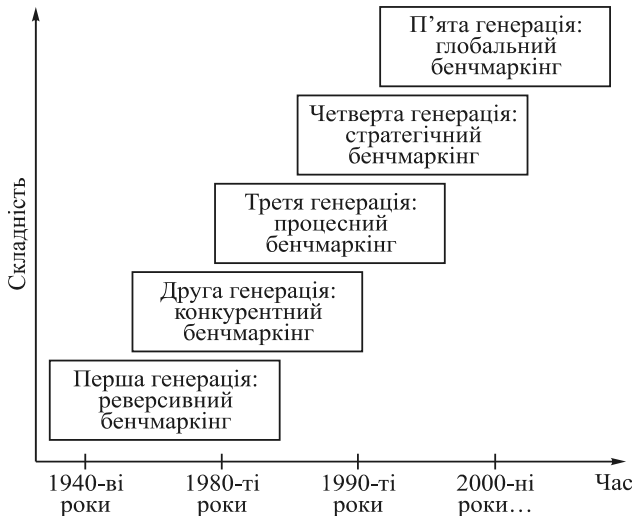 Складність
П’ята генерація:
глобальний
бенчмаркінг
Четверта генерація:
стратегічний
бенчмаркінг
Третя генерація:
процесний
бенчмаркінг
Друга генерація:
конкурентний
бенчмаркінг
Перша генерація:
реверсивний
бенчмаркінг
1940-ві
роки
1980-ті
роки
1990-ті
роки
2000-ні
роки…
Час